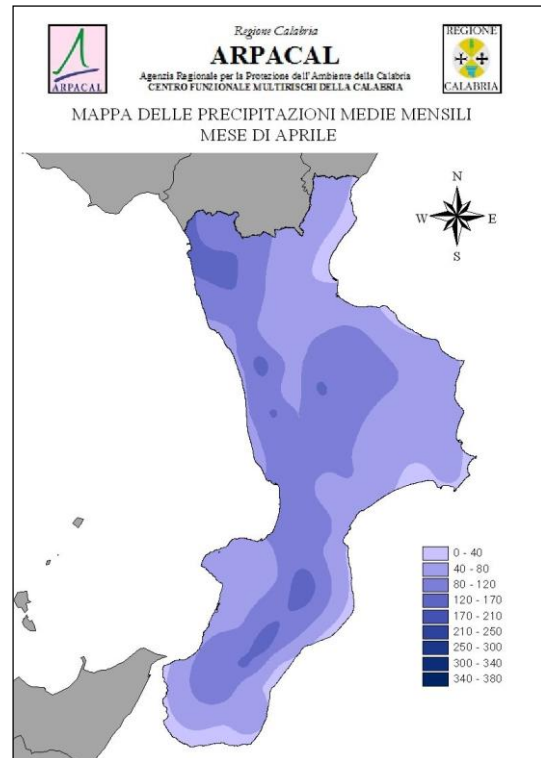 Regione Calabria
ARPACAL
Agenzia Regionale per la Protezione dell'Ambiente della Calabria
CENTRO FUNZIONALE MULTIRISCHI DELLA CALABRIA
ARPACAL
REGIONE
CALABRIA
MAPPA DELLE PRECIPITAZIONI MEDIE MENSILI
MESE DI APRILE
N
W E
S
0 - 40
40 - 80
80 - 120
120 - 170
170 - 210
210 - 250
250 - 300
300 - 340
340 - 380